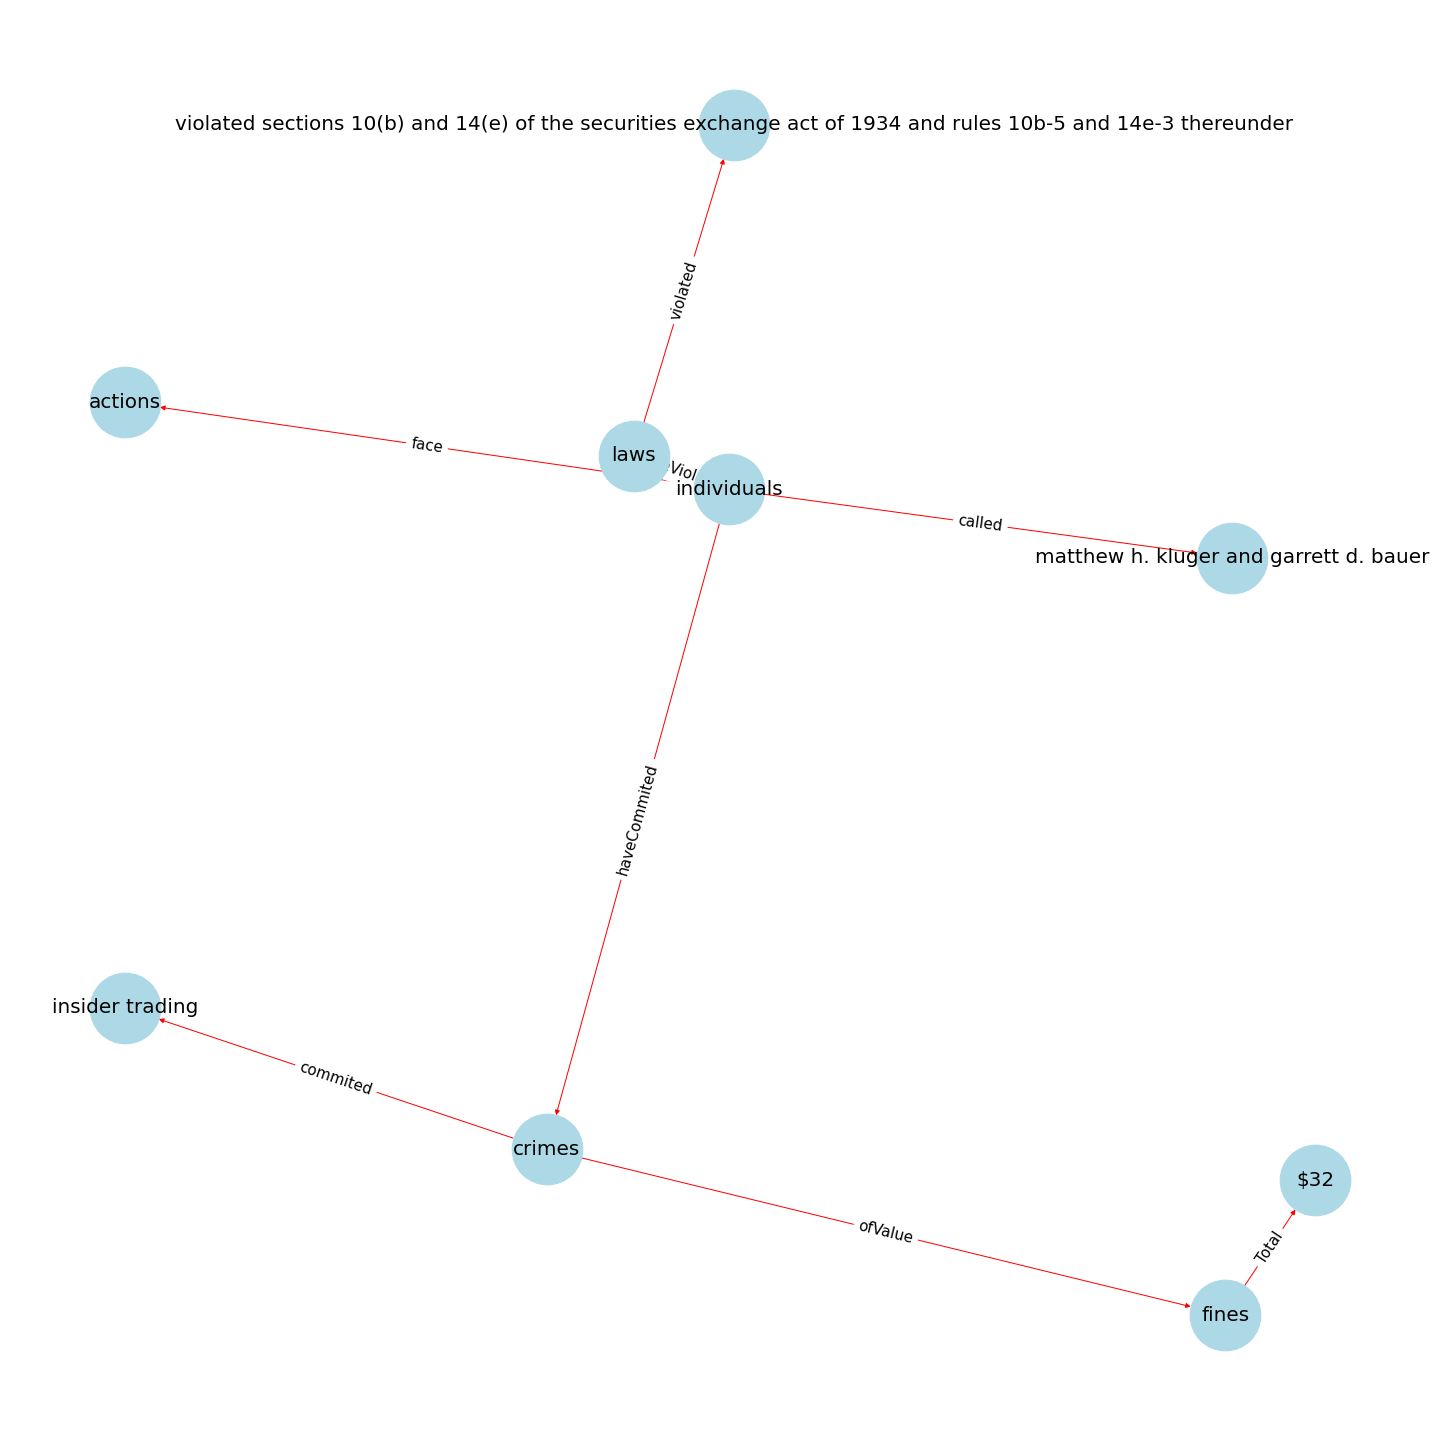 violated sections 10(b) and 14(e) of the securities exchange act of 1934 and rules 10b-5 and 14e-3 thereunder
violated
actions
face
laws
individuals
called
matthew h. kluger and garrett d. bauer
haveCommited
insider trading
commited
crimes
ofValue
$32
Total
fines